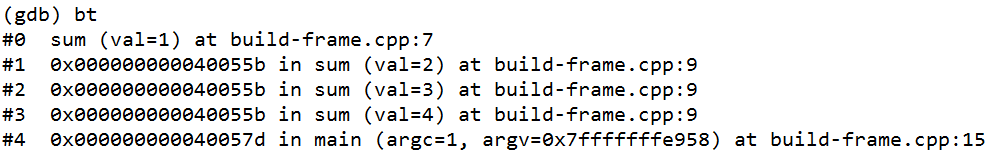 (gdb) bt
#0  sum (val=1) at build-frame.cpp:7
#1  0x000000000040055b in sum (val=2) at build-frame.cpp:9
#2  0x000000000040055b in sum (val=3) at build-frame.cpp:9
#3  0x000000000040055b in sum (val=4) at build-frame.cpp:9
#4  0x000000000040057d in main (argc=1, argv=0x7fffffffe958) at build-frame.cpp:15